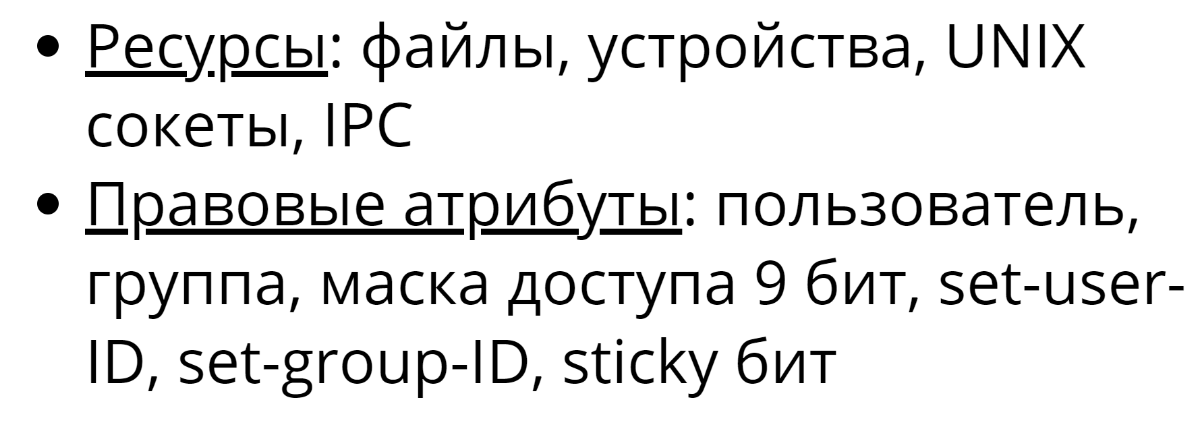 • Ресурсы: файлы, устройства, UNIX
сокеты, IPC
• Правовые атрибуты: пользователь,
группа, маска доступа 9 бит, set-user-
ID, set-group-ID, sticky бит